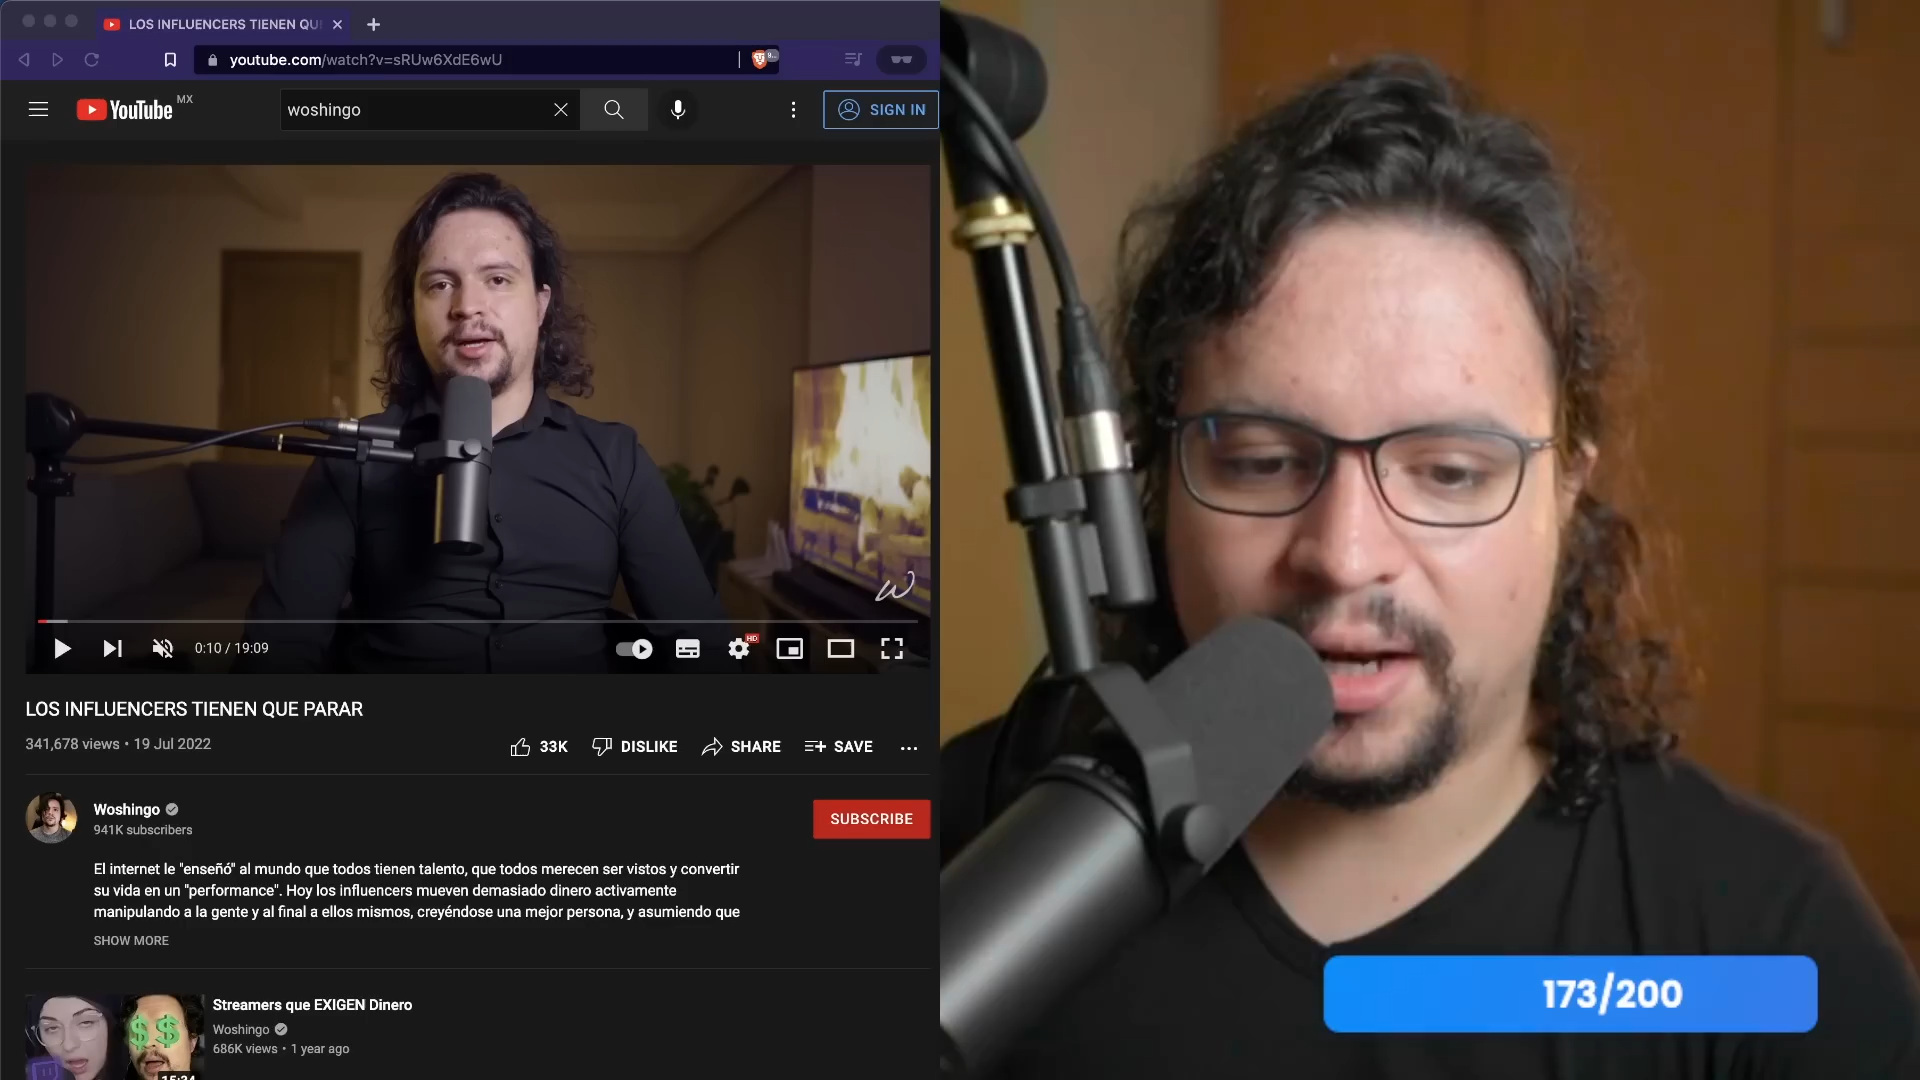 LOS INFLUENCERS TIENEN QU
youtube.com/watch?v=sRUw6XdE6wU
YouTube MX
woshingo
SIGN IN
W
HD
0:10 / 19:09
LOS INFLUENCERS TIENEN QUE PARAR
341,678 views • 19 Jul 2022
33K
DISLIKE
SHARE
SAVE
Woshingo
941K subscribers
SUBSCRIBE
El internet le "enseñó" al mundo que todos tienen talento, que todos merecen ser vistos y convertir
su vida en un "performance". Hoy los influencers mueven demasiado dinero activamente
manipulando a la gente y al final a ellos mismos, creyéndose una mejor persona, y asumiendo que
SHOW MORE
Streamers que EXIGEN Dinero
Woshingo
686K views • 1 year ago
$$
173/200